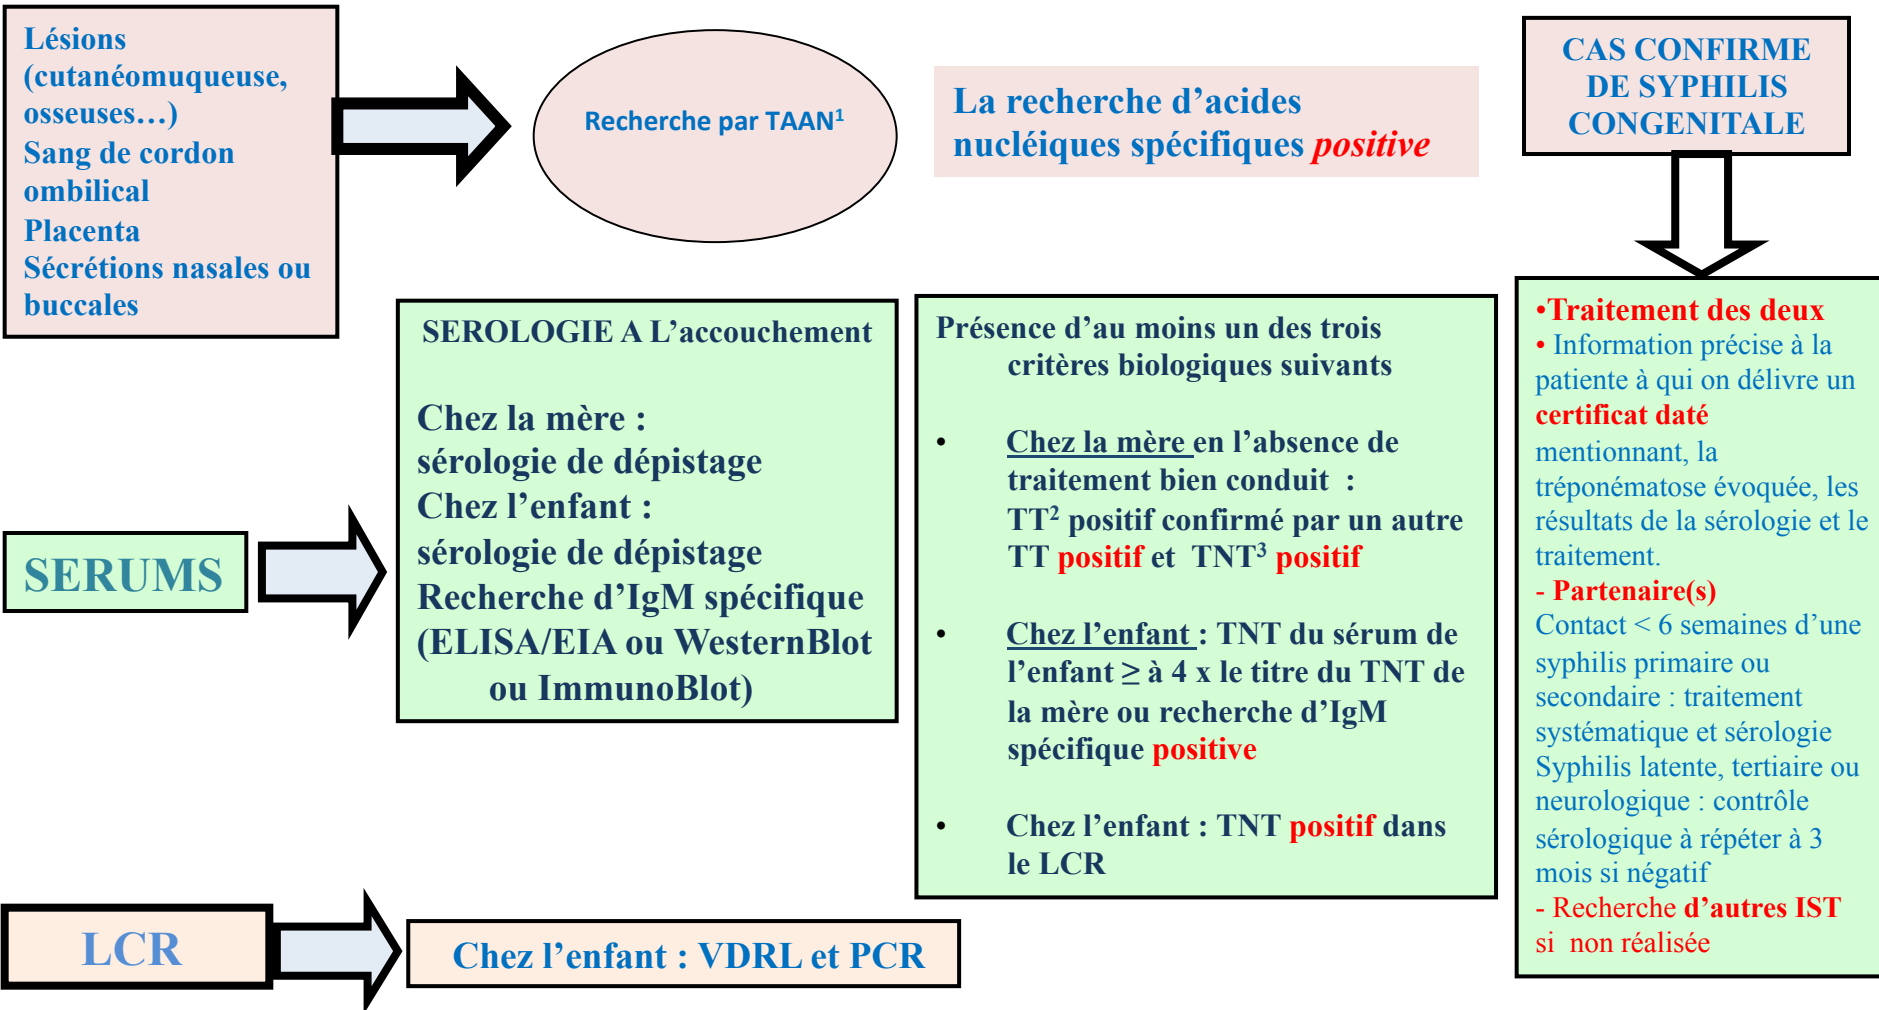 Lésions
(cutanéomuqueuse,
osseuses…)
Sang de cordon
ombilical
Placenta
Sécrétions nasales ou
buccales
Recherche par TAAN¹
La recherche d’acides
nucléiques spécifiques positive
CAS CONFIRME
DE SYPHILIS
CONGENITALE
SERUMS
SEROLOGIE A L’accouchement
Chez la mère :
sérologie de dépistage
Chez l’enfant :
sérologie de dépistage
Recherche d’IgM spécifique
(ELISA/EIA ou WesternBlot
ou ImmunoBlot)
Présence d’au moins un des trois
critères biologiques suivants
• Chez la mère en l’absence de
traitement bien conduit :
TT² positif confirmé par un autre
TT positif et TNT³ positif
• Chez l’enfant : TNT du sérum de
l’enfant ≥ à 4 x le titre du TNT de
la mère ou recherche d’IgM
spécifique positive
• Chez l’enfant : TNT positif dans
le LCR
•Traitement des deux
• Information précise à la
patiente à qui on délivre un
certificat daté
mentionnant, la
tréponématose évoquée, les
résultats de la sérologie et le
traitement.
- Partenaire(s)
Contact < 6 semaines d’une
syphilis primaire ou
secondaire : traitement
systématique et sérologie
Syphilis latente, tertiaire ou
neurologique : contrôle
sérologique à répéter à 3
mois si négatif
- Recherche d’autres IST
si non réalisée
LCR
Chez l’enfant : VDRL et PCR